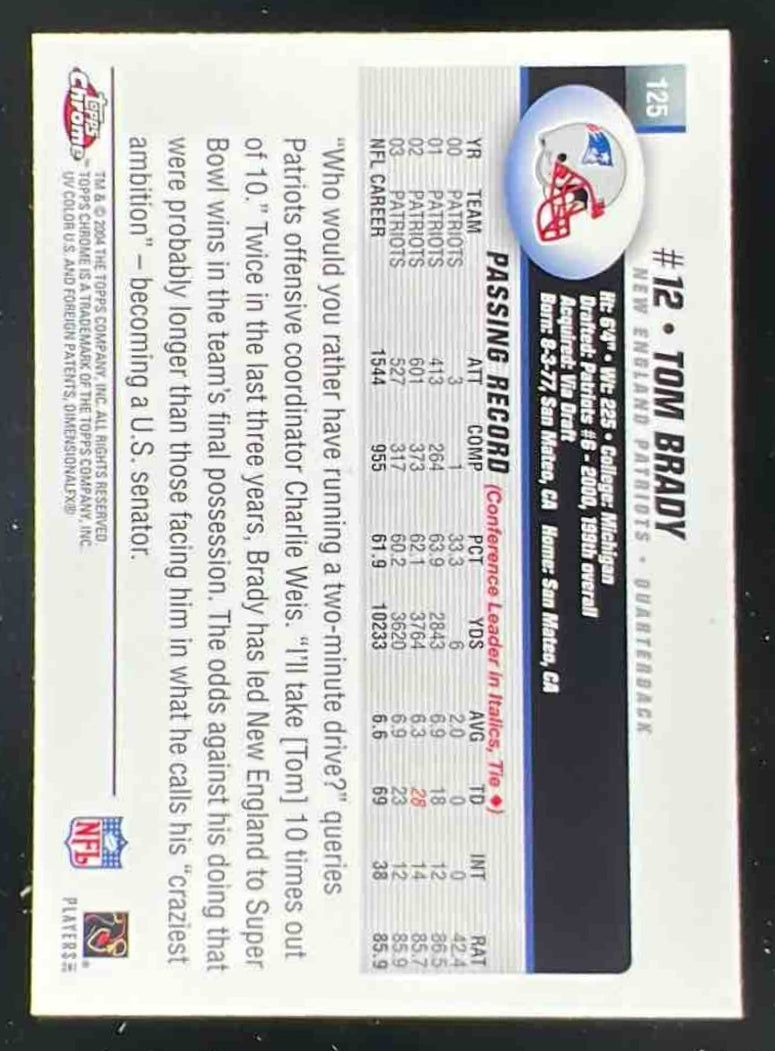 125
#12 • TOM BRADY
NEW ENGLAND PATRIOTS • QUARTERBACK
Ht: 6'4" • Wt: 225 • College: Michigan
Drafted: Patriots #6 - 2000, 199th overall
Acquired: Via Draft
Born: 8-3-77, San Mateo, CA Home: San Mateo, CA
PASSING RECORD (Conference Leader in Italics, Tie ♦)
YR TEAM ATT COMP PCT YDS AVG TD INT RAT
00 PATRIOTS 3 1 33.3 6 2.0 0 0 42.4
01 PATRIOTS 413 264 63.9 2843 6.9 18 12 86.5
02 PATRIOTS 601 373 62.1 3764 6.3 28 14 85.7
03 PATRIOTS 527 317 60.2 3620 6.9 23 12 85.9
NFL CAREER 1544 955 61.9 10233 6.6 69 38 85.9
"Who would you rather have running a two-minute drive?" queries
Patriots offensive coordinator Charlie Weis. "I'll take [Tom] 10 times out
of 10." Twice in the last three years, Brady has led New England to Super
Bowl wins in the team's final possession. The odds against his doing that
were probably longer than those facing him in what he calls his "craziest
ambition" – becoming a U.S. senator.
topps Chrome™
TM & © 2004 THE TOPPS COMPANY, INC. ALL RIGHTS RESERVED.
TOPPS CHROME IS A TRADEMARK OF THE TOPPS COMPANY, INC.
UV COLOR U.S. AND FOREIGN PATENTS, DIMENSIONALFX®
NFL
PLAYERS INC